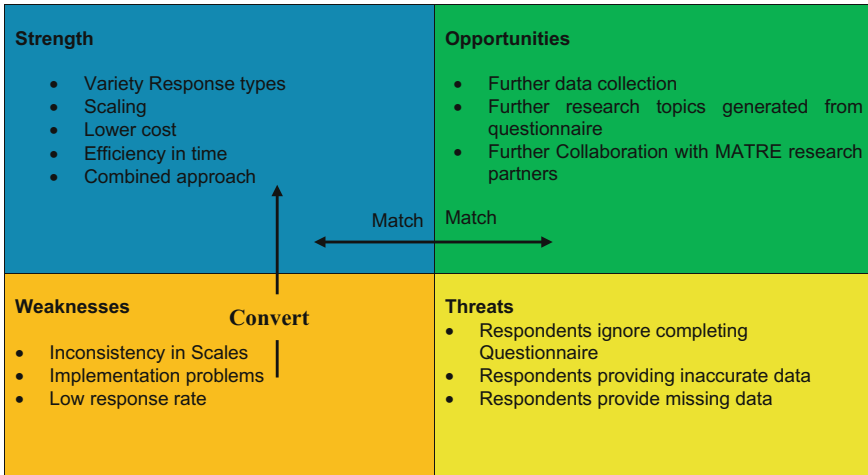 Strength
• Variety Response types
• Scaling
• Lower cost
• Efficiency in time
• Combined approach
Match
Opportunities
• Further data collection
• Further research topics generated from
questionnaire
• Further Collaboration with MATRE research
partners
Match
Weaknesses
Convert
• Inconsistency in Scales
• Implementation problems
• Low response rate
Threats
• Respondents ignore completing
Questionnaire
• Respondents providing inaccurate data
• Respondents provide missing data